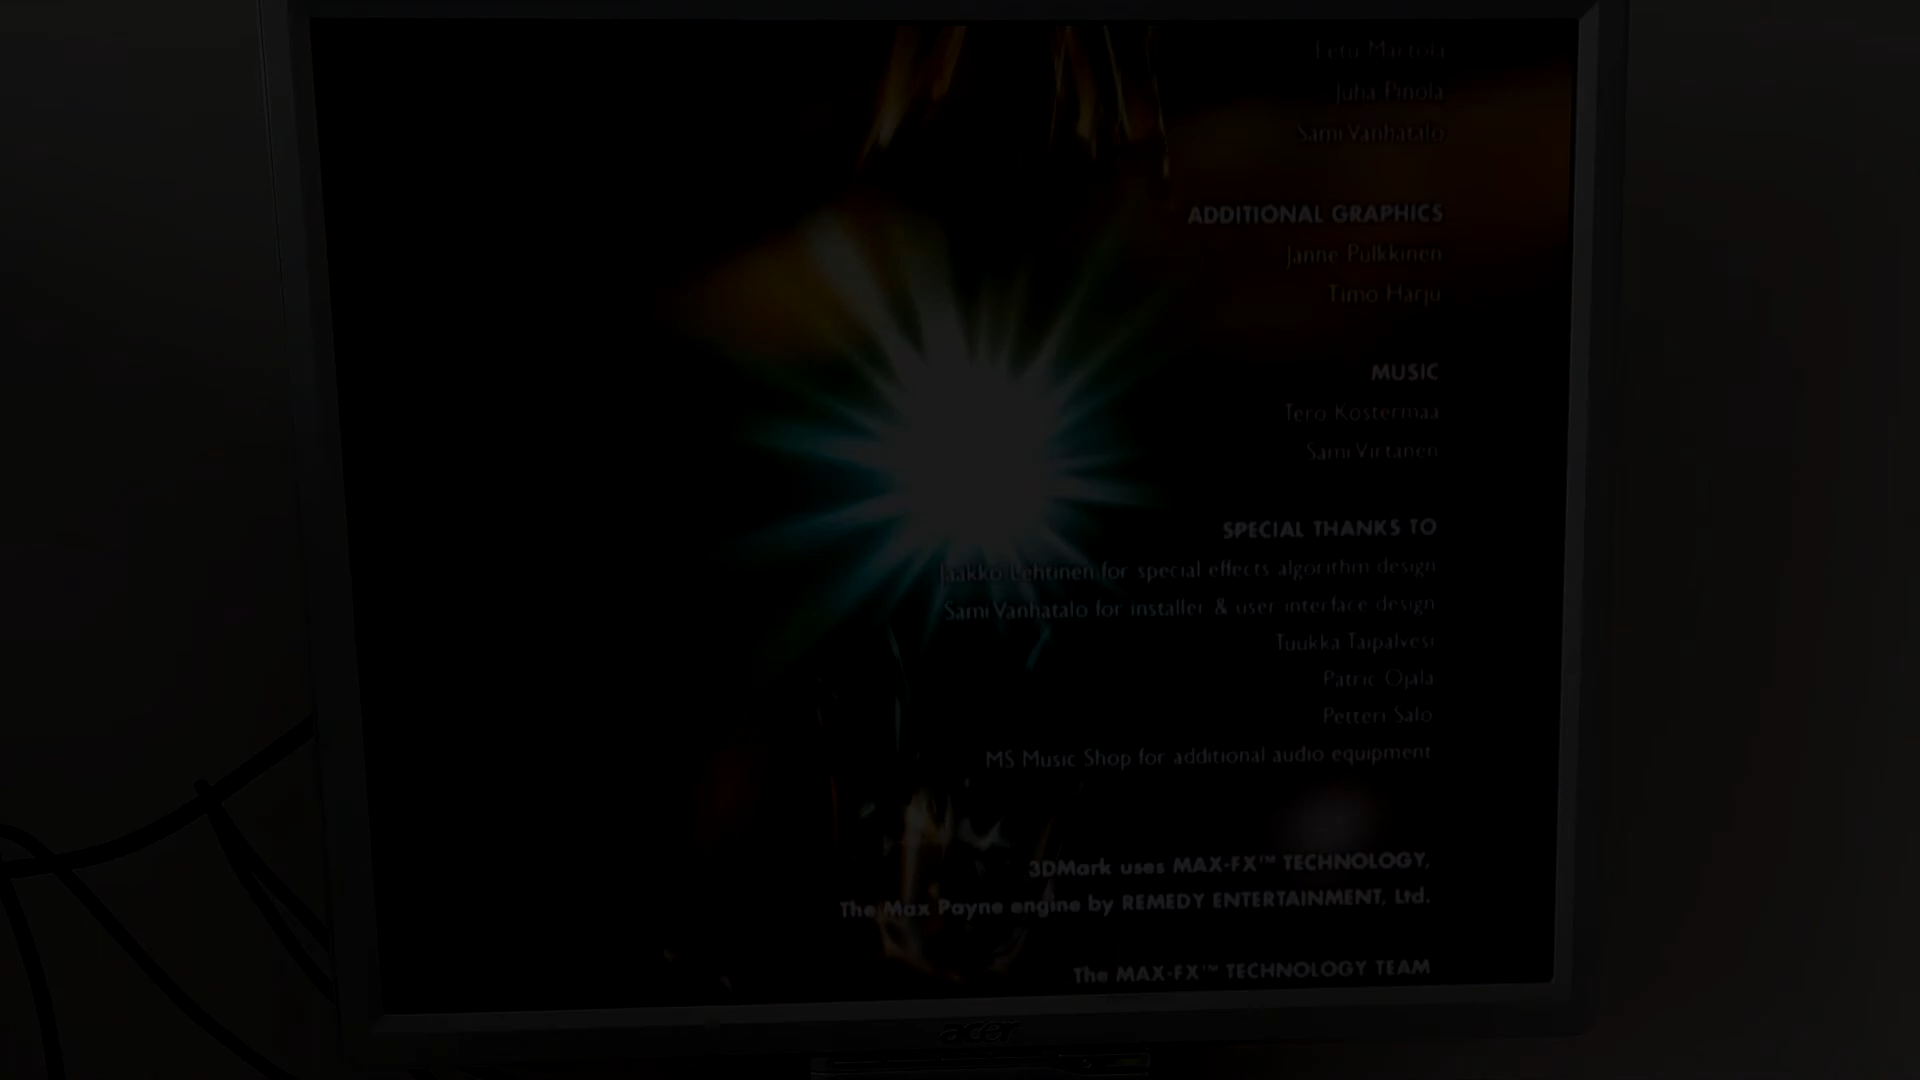 Eetu Martola
Juha Pinola
Sami Vanhatalo
ADDITIONAL GRAPHICS
Janne Pulkkinen
Timo Harju
MUSIC
Tero Kostermaa
Sami Virtanen
SPECIAL THANKS TO
Jaakko Lehtinen for special effects algorithm design
Sami Vanhatalo for installer & user interface design
Tuukka Taipalvesi
Patric Ojala
Petteri Salo
MS Music Shop for additional audio equipment
3DMark uses MAX-FX™ TECHNOLOGY,
The Max Payne engine by REMEDY ENTERTAINMENT, Ltd.
The MAX-FX™ TECHNOLOGY TEAM
acer